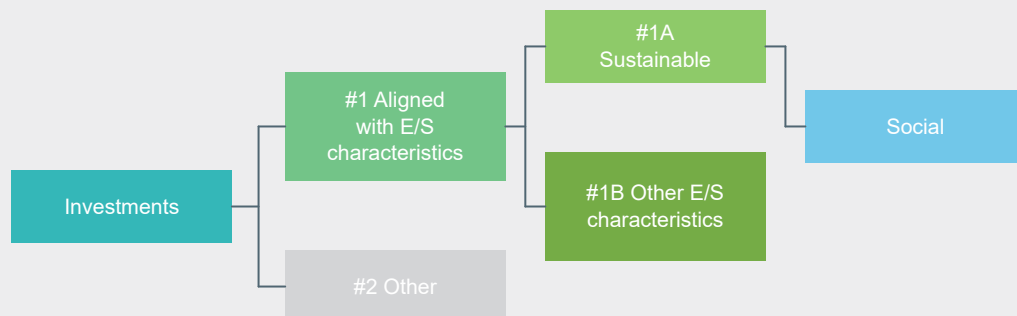 #1A
Sustainable
#1 Aligned
with E/S
characteristics
Social
Investments
#1B Other E/S
characteristics
#2 Other